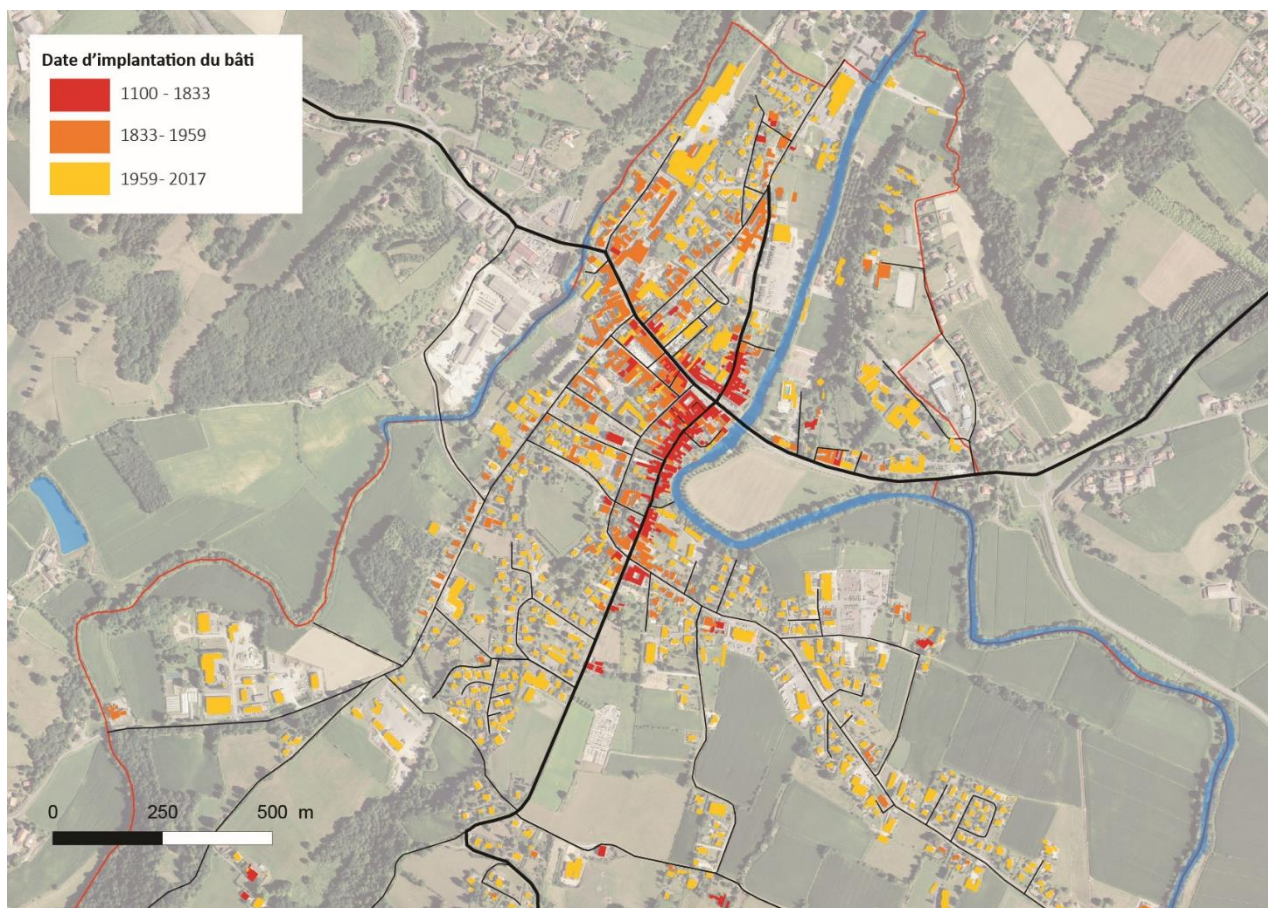 Date d’implantation du bâti
1100 - 1833
1833- 1959
1959- 2017
0 250 500 m